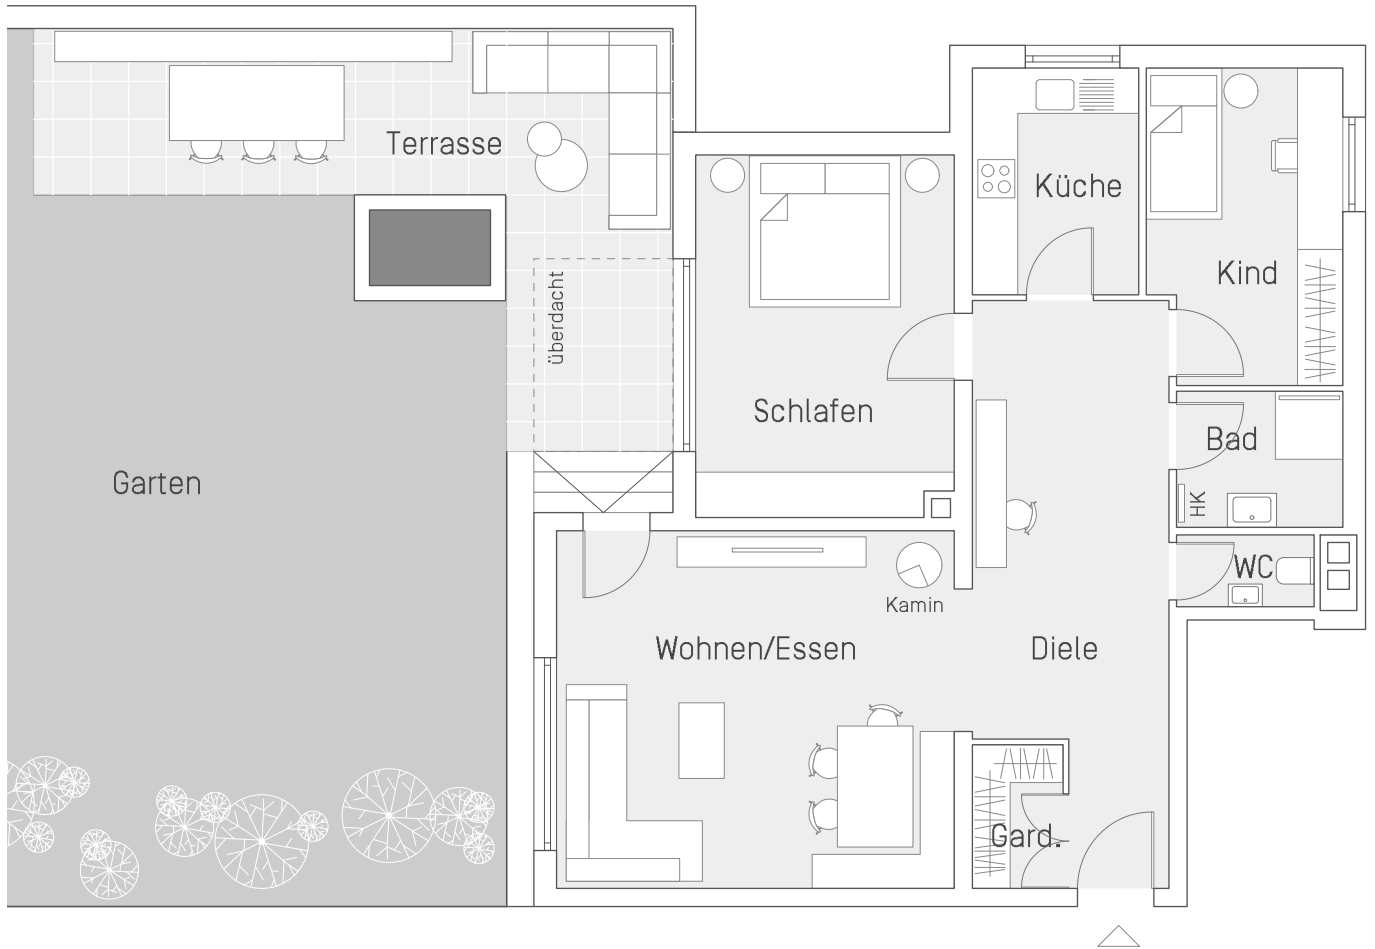 Terrasse
Küche
Kind
überdacht
Schlafen
Bad
Garten
HK
WC
Kamin
Wohnen/Essen
Diele
Gard.